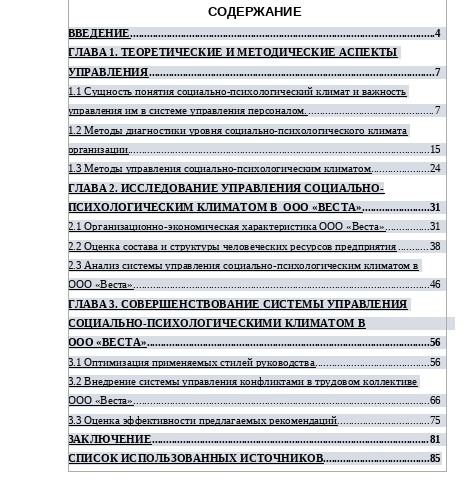 СОДЕРЖАНИЕ
ВВЕДЕНИЕ....................................................................................................4
ГЛАВА 1. ТЕОРЕТИЧЕСКИЕ И МЕТОДИЧЕСКИЕ АСПЕКТЫ
УПРАВЛЕНИЯ..............................................................................................7
1.1 Сущность понятия социально-психологический климат и важность
управления им в системе управления персоналом...........................................7
1.2 Методы диагностики уровня социально-психологического климата
организации...................................................................................................15
1.3 Методы управления социально-психологическим климатом....................24
ГЛАВА 2. ИССЛЕДОВАНИЕ УПРАВЛЕНИЯ СОЦИАЛЬНО-
ПСИХОЛОГИЧЕСКИМ КЛИМАТОМ В ООО «ВЕСТА».......................31
2.1 Организационно-экономическая характеристика ООО «Веста»...............31
2.2 Оценка состава и структуры человеческих ресурсов предприятия...........38
2.3 Анализ системы управления социально-психологическим климатом в
ООО «Веста»..................................................................................................46
ГЛАВА 3. СОВЕРШЕНСТВОВАНИЕ СИСТЕМЫ УПРАВЛЕНИЯ
СОЦИАЛЬНО-ПСИХОЛОГИЧЕСКИМИ КЛИМАТОМ В
ООО «ВЕСТА»..............................................................................................56
3.1 Оптимизация применяемых стилей руководства.......................................56
3.2 Внедрение системы управления конфликтами в трудовом коллективе
ООО «Веста»..................................................................................................66
3.3 Оценка эффективности предлагаемых рекомендаций...............................75
ЗАКЛЮЧЕНИЕ............................................................................................81
СПИСОК ИСПОЛЬЗОВАННЫХ ИСТОЧНИКОВ...................................85